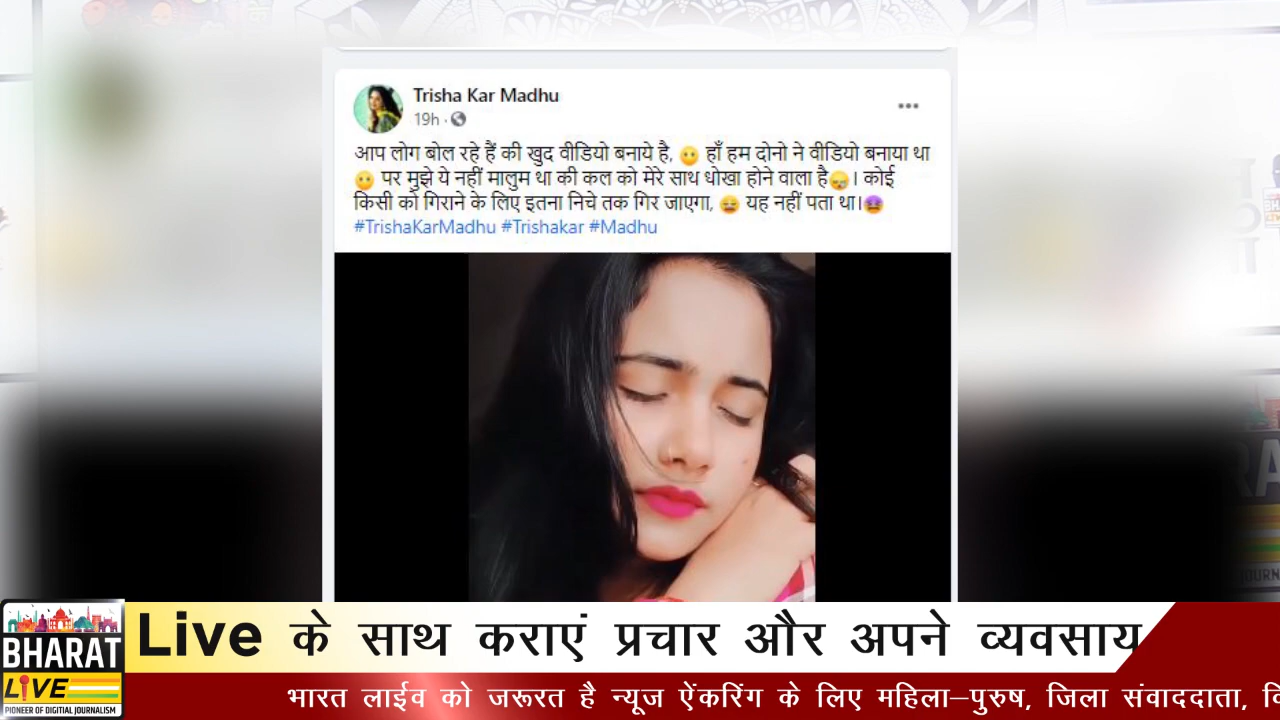 Trisha Kar Madhu
19h ·
आप लोग बोल रहे हैं की खुद वीडियो बनाये है, 😶 हाँ हम दोनो ने वीडियो बनाया था
😶 पर मुझे ये नहीं मालुम था की कल को मेरे साथ धोखा होने वाला है😪। कोई
किसी को गिराने के लिए इतना निचे तक गिर जाएगा, 😫 यह नहीं पता था।😖
#TrishaKarMadhu #Trishakar #Madhu
BHARAT
LIVE
PIONEER OF DIGITAL JOURNALISM
Live के साथ कराएं प्रचार और अपने व्यवसाय
भारत लाईव को जरूरत है न्यूज ऐंकरिंग के लिए महिला–पुरुष, जिला संवाददाता,